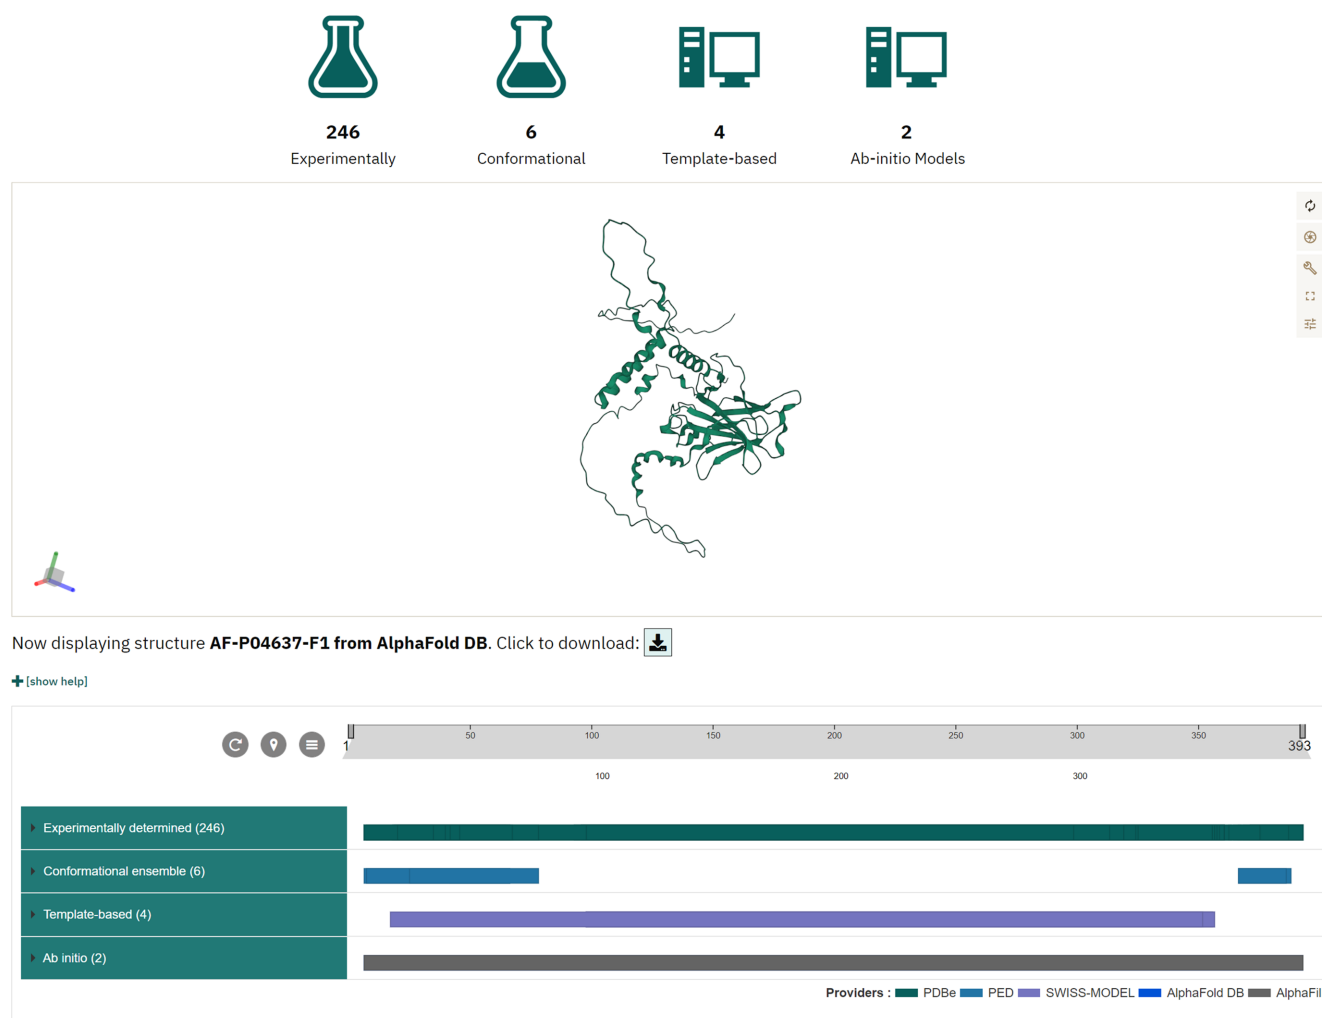 246 6 4 2
Experimentally Conformational Template-based Ab-initio Models
Now displaying structure AF-P04637-F1 from AlphaFold DB. Click to download:
[show help]
50 100 150 200 250 300 350
1 393
100 200 300
Experimentally determined (246)
Conformational ensemble (6)
Template-based (4)
Ab initio (2)
Providers : PDBe PED SWISS-MODEL AlphaFold DB AlphaFil